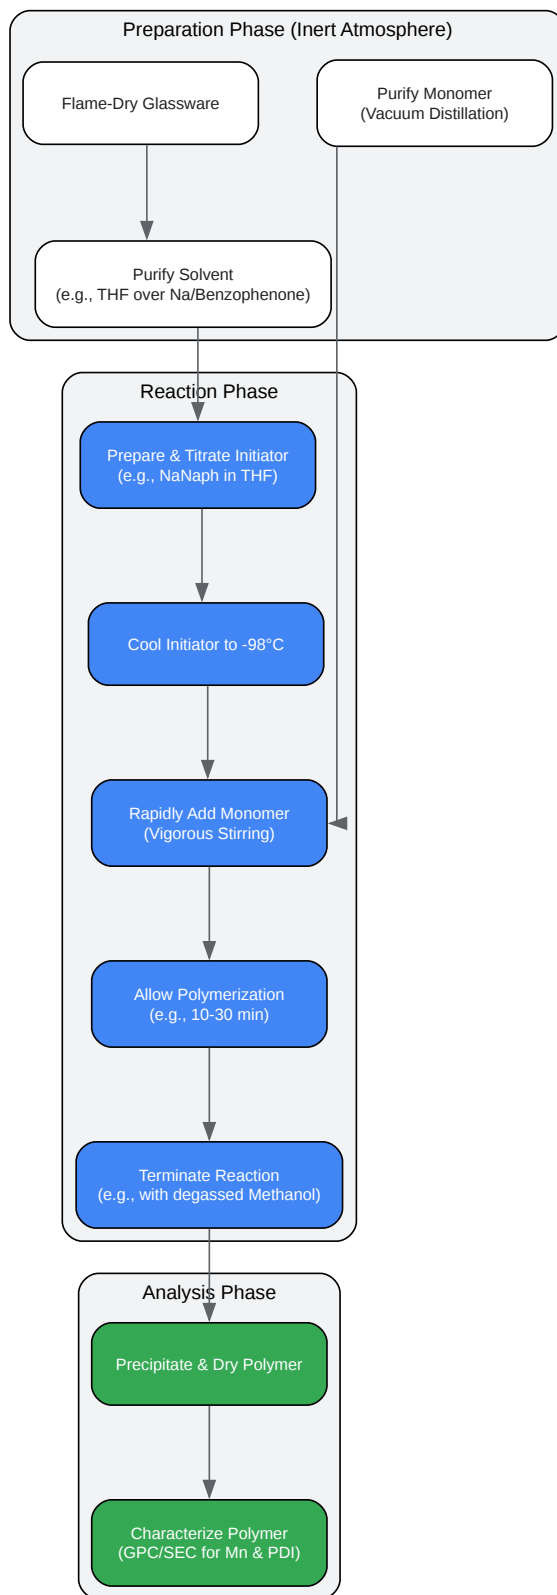 Preparation Phase (Inert Atmosphere)
Flame-Dry Glassware
Purify Monomer
(Vacuum Distillation)
Purify Solvent
(e.g., THF over Na/Benzophenone)
Reaction Phase
Prepare & Titrate Initiator
(e.g., NaNaph in THF)
Cool Initiator to -98°C
Rapidly Add Monomer
(Vigorous Stirring)
Allow Polymerization
(e.g., 10-30 min)
Terminate Reaction
(e.g., with degassed Methanol)
Analysis Phase
Precipitate & Dry Polymer
Characterize Polymer
(GPC/SEC for Mn & PDI)